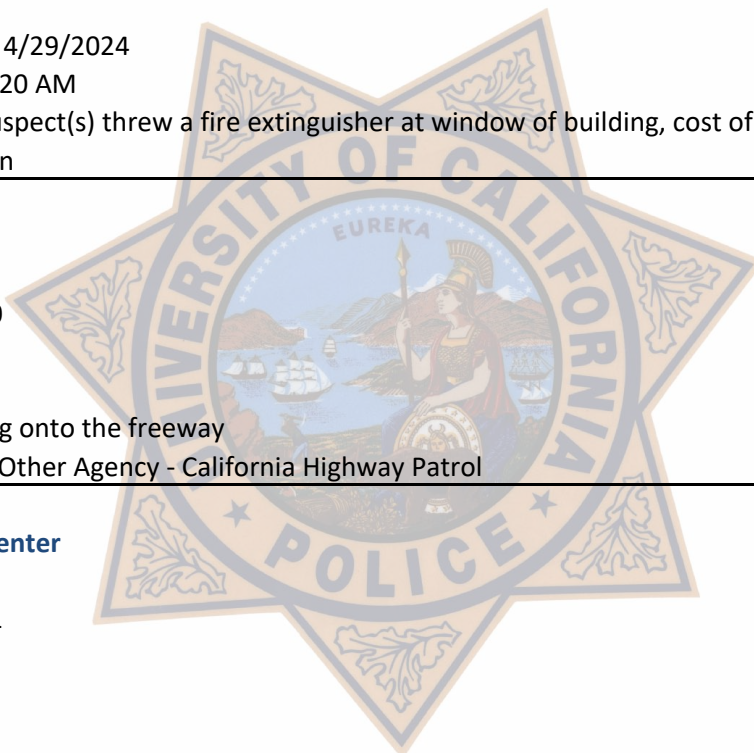 4/29/2024
20 AM
uspect(s) threw a fire extinguisher at window of building, cost of
n
UNIVERSITY OF CALIFORNIA
EUREKA
)
g onto the freeway
Other Agency - California Highway Patrol
enter
POLICE